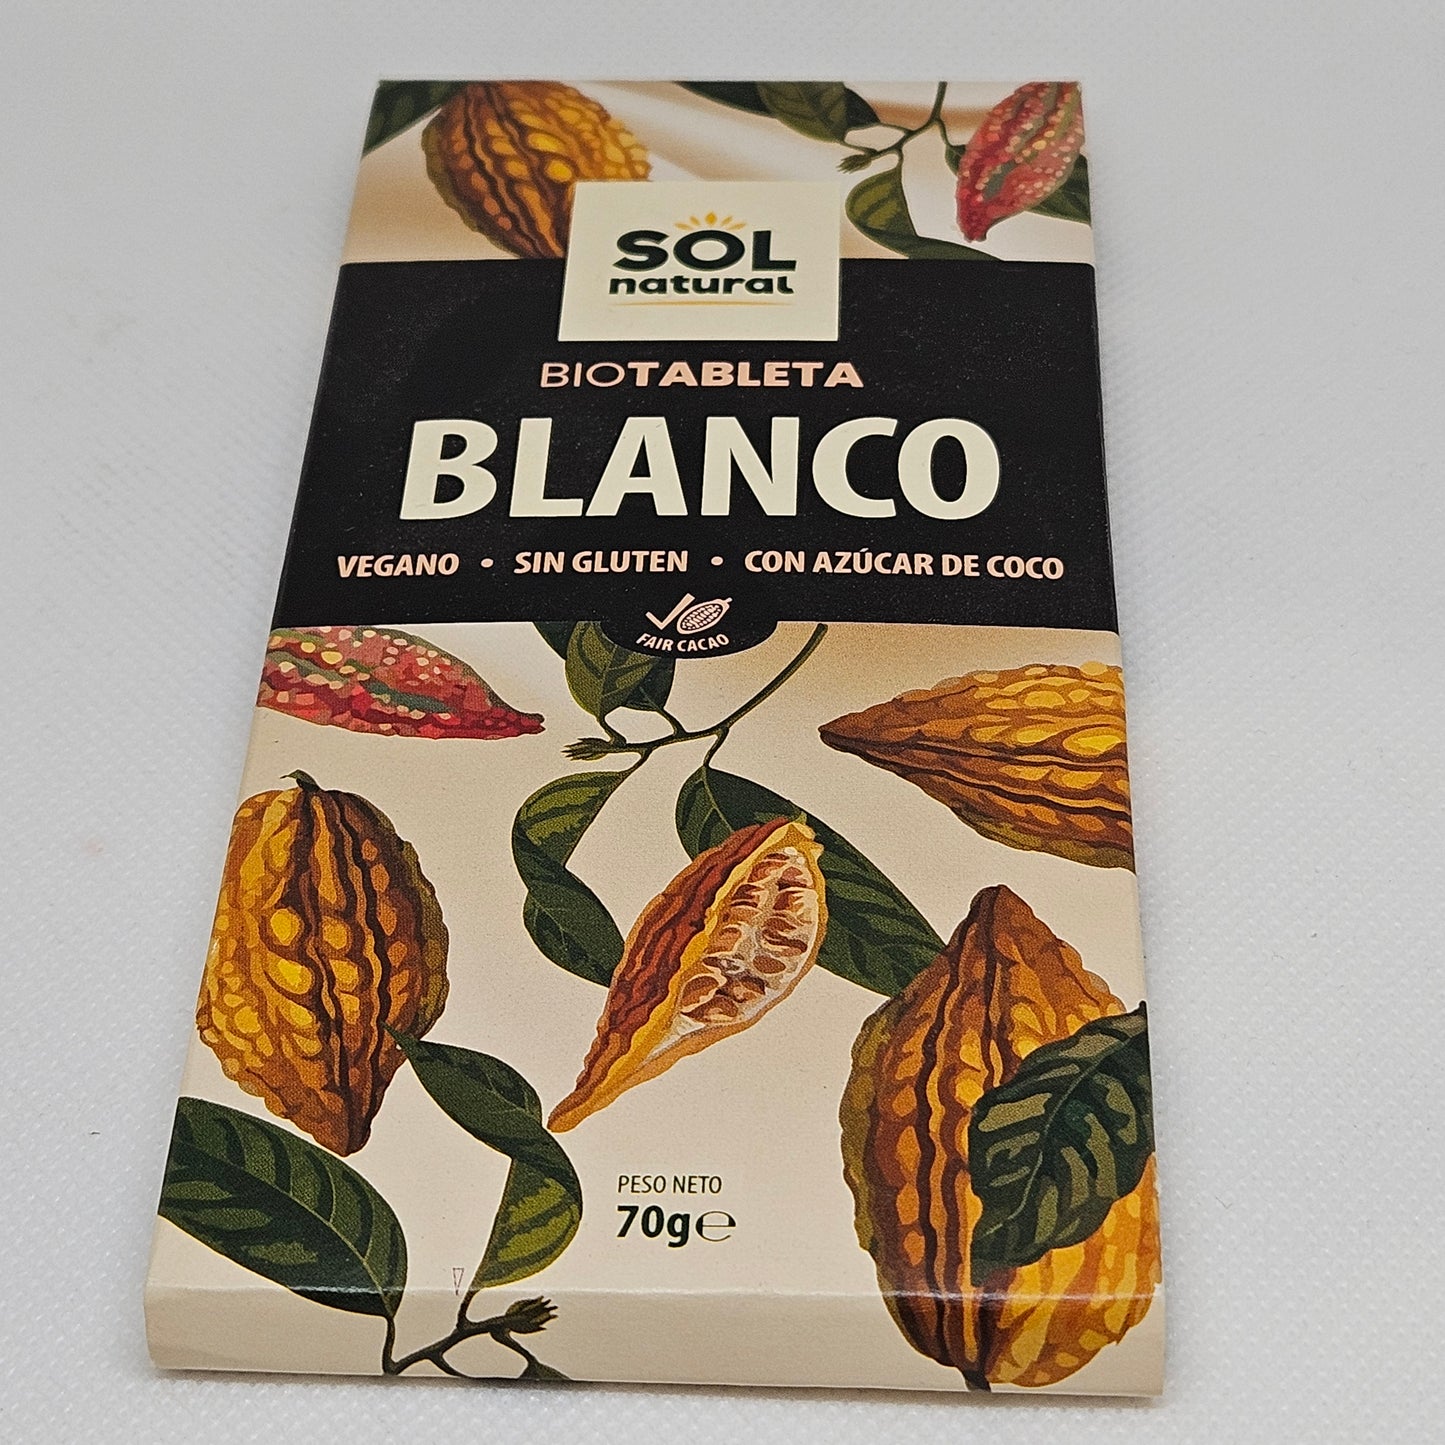 SOL
natural
BIOTABLETA
BLANCO
VEGANO • SIN GLUTEN • CON AZÚCAR DE COCO
FAIR CACAO
PESO NETO
70g℮